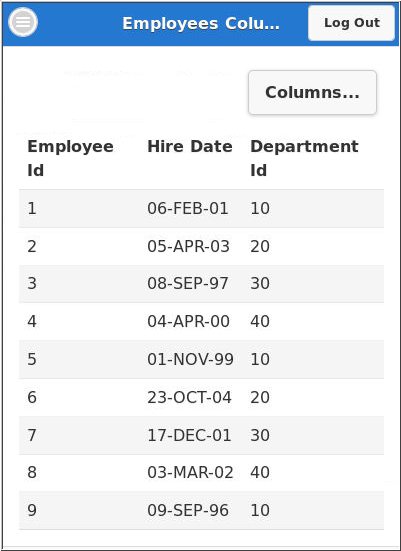 Employees Colu... Log Out
Columns...
Employee Id Hire Date Department Id
1 06-FEB-01 10
2 05-APR-03 20
3 08-SEP-97 30
4 04-APR-00 40
5 01-NOV-99 10
6 23-OCT-04 20
7 17-DEC-01 30
8 03-MAR-02 40
9 09-SEP-96 10